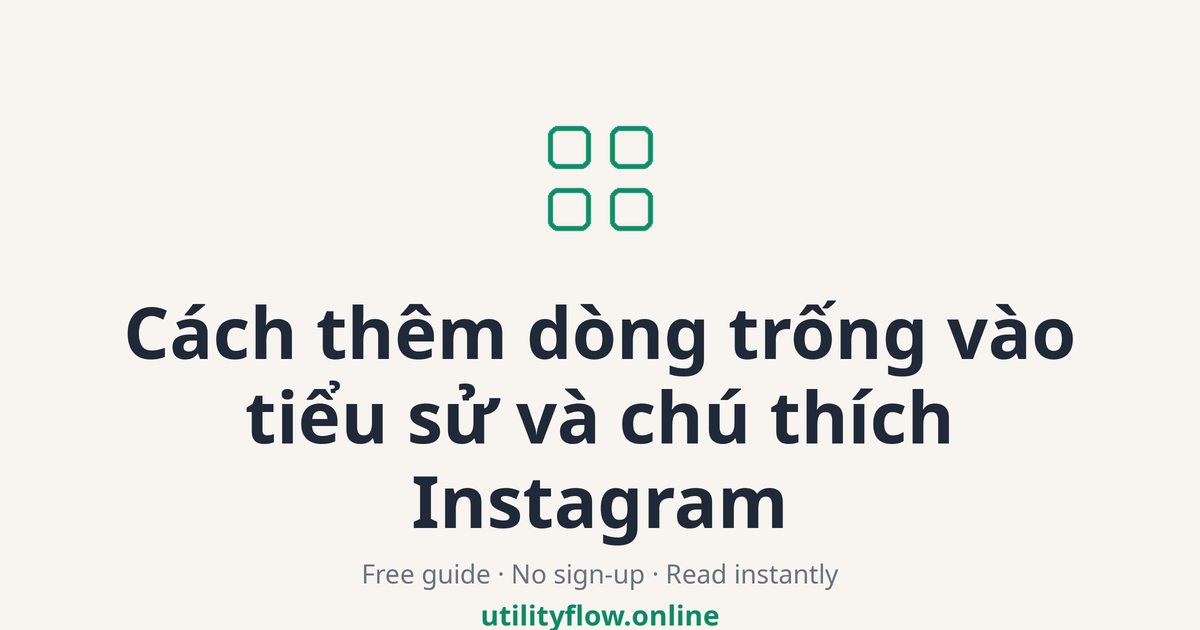 Cách thêm dòng trống vào
tiểu sử và chú thích
Instagram
Free guide · No sign-up · Read instantly
utilityflow.online